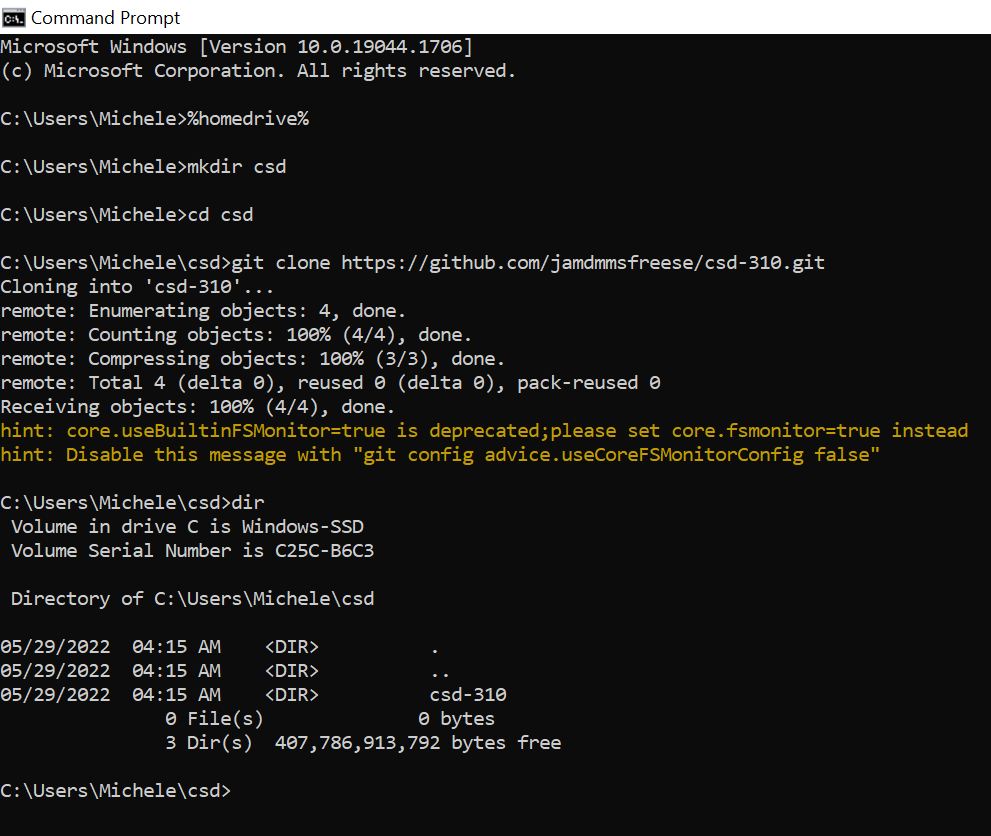 Command Prompt
Microsoft Windows [Version 10.0.19044.1706]
(c) Microsoft Corporation. All rights reserved.
C:\Users\Michele>%homedrive%
C:\Users\Michele>mkdir csd
C:\Users\Michele>cd csd
C:\Users\Michele\csd>git clone https://github.com/jamdmmsfreese/csd-310.git
Cloning into 'csd-310'...
remote: Enumerating objects: 4, done.
remote: Counting objects: 100% (4/4), done.
remote: Compressing objects: 100% (3/3), done.
remote: Total 4 (delta 0), reused 0 (delta 0), pack-reused 0
Receiving objects: 100% (4/4), done.
hint: core.useBuiltinFSMonitor=true is deprecated;please set core.fsmonitor=true instead
hint: Disable this message with "git config advice.useCoreFSMonitorConfig false"
C:\Users\Michele\csd>dir
 Volume in drive C is Windows-SSD
 Volume Serial Number is C25C-B6C3
 Directory of C:\Users\Michele\csd
05/29/2022  04:15 AM    <DIR>          .
05/29/2022  04:15 AM    <DIR>          ..
05/29/2022  04:15 AM    <DIR>          csd-310
               0 File(s)              0 bytes
               3 Dir(s)  407,786,913,792 bytes free
C:\Users\Michele\csd>